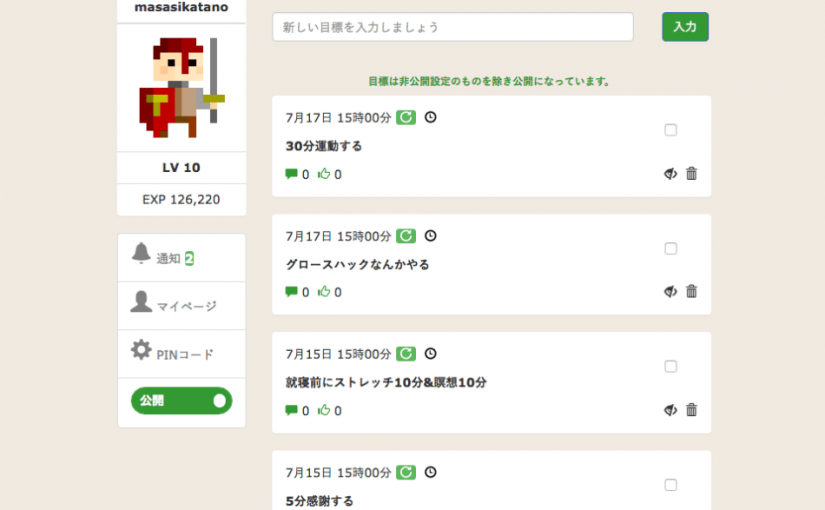 masasikatano
LV 10
EXP 126,220
通知 2
マイページ
PINコード
公開
新しい目標を入力しましょう
入力
目標は非公開設定のものを除き公開になっています。
7月17日 15時00分
30分運動する
0 0
7月17日 15時00分
グロースハックなんかやる
0 0
7月15日 15時00分
就寝前にストレッチ10分&瞑想10分
0 0
7月15日 15時00分
5分感謝する